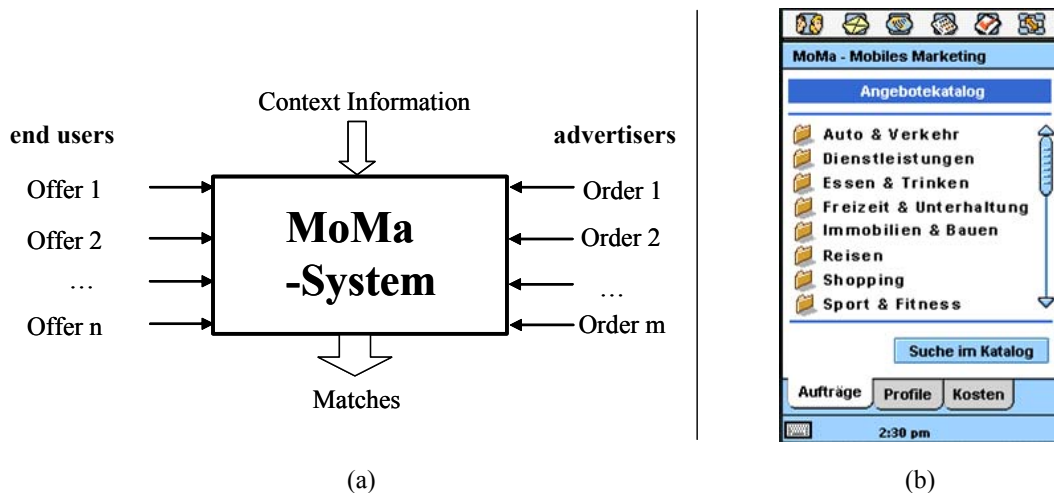 Context Information
end users
advertisers
Offer 1
Order 1
Offer 2
Order 2
…
…
Offer n
Order m
MoMa
-System
Matches
(a)
MoMa - Mobiles Marketing
Angebotekatalog
Auto & Verkehr
Dienstleistungen
Essen & Trinken
Freizeit & Unterhaltung
Immobilien & Bauen
Reisen
Shopping
Sport & Fitness
Suche im Katalog
Aufträge Profile Kosten
2:30 pm
(b)